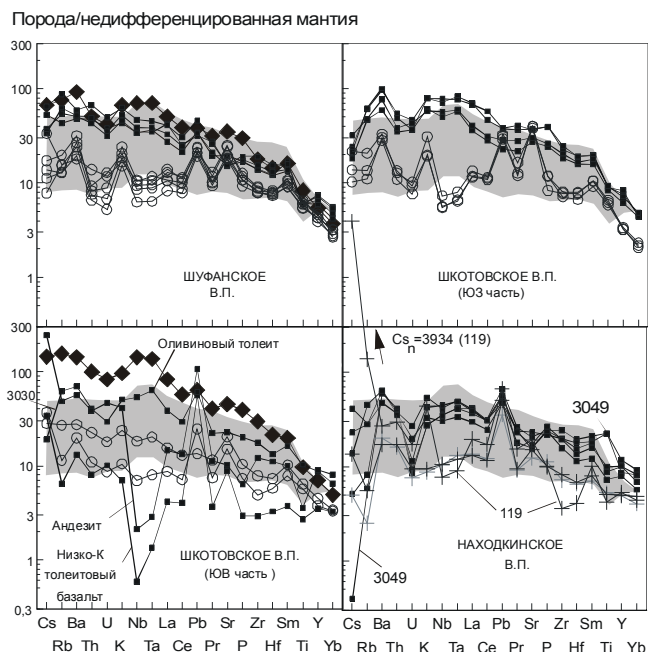 Порода/недифференцированная мантия
300
100
30
10
3
1
ШУФАНСКОЕ
В.П.
ШКОТОВСКОЕ В.П.
(ЮЗ часть)
300
100
3030
30
10
3
1
0,3
Оливиновый толеит
Андезит
Низко-К
толеитовый
базальт
ШКОТОВСКОЕ В.П.
(ЮВ часть )
Csn=3934 (119)
3049
119
НАХОДКИНСКОЕ
В.П.
3049
Cs Ba U Nb La Pb Sr Zr Sm Y
Rb Th K Ta Ce Pr P Hf Ti Yb
Cs Ba U Nb La Pb Sr Zr Sm Y
Rb Th K Ta Ce Pr P Hf Ti Yb